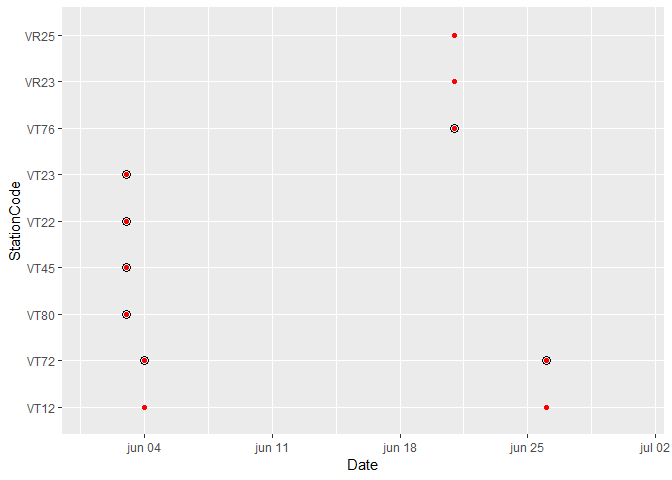 StationCode
VR25
VR23
VT76
VT23
VT22
VT45
VT80
VT72
VT12
jun 04 jun 11 jun 18 jun 25 jul 02
Date